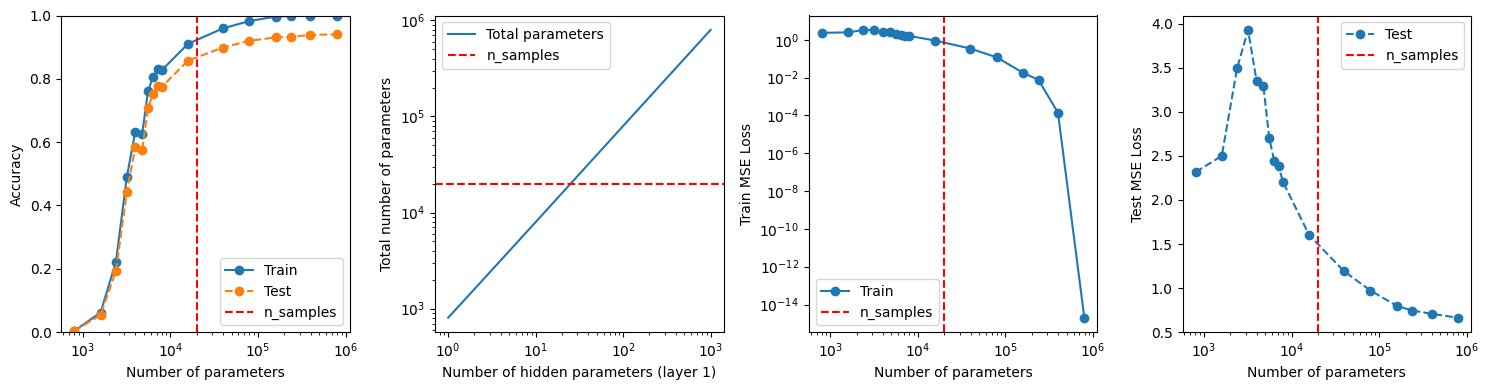 Accuracy
1.0
0.8
0.6
0.4
0.2
0.0
Train
Test
n_samples
10³ 10⁴ 10⁵ 10⁶
Number of parameters
Total number of parameters
10⁶
10⁵
10⁴
10³
Total parameters
n_samples
10⁰ 10¹ 10² 10³
Number of hidden parameters (layer 1)
Train MSE Loss
10⁰
10⁻²
10⁻⁴
10⁻⁶
10⁻⁸
10⁻¹⁰
10⁻¹²
10⁻¹⁴
Train
n_samples
10³ 10⁴ 10⁵ 10⁶
Number of parameters
Test MSE Loss
4.0
3.5
3.0
2.5
2.0
1.5
1.0
0.5
Test
n_samples
10³ 10⁴ 10⁵ 10⁶
Number of parameters